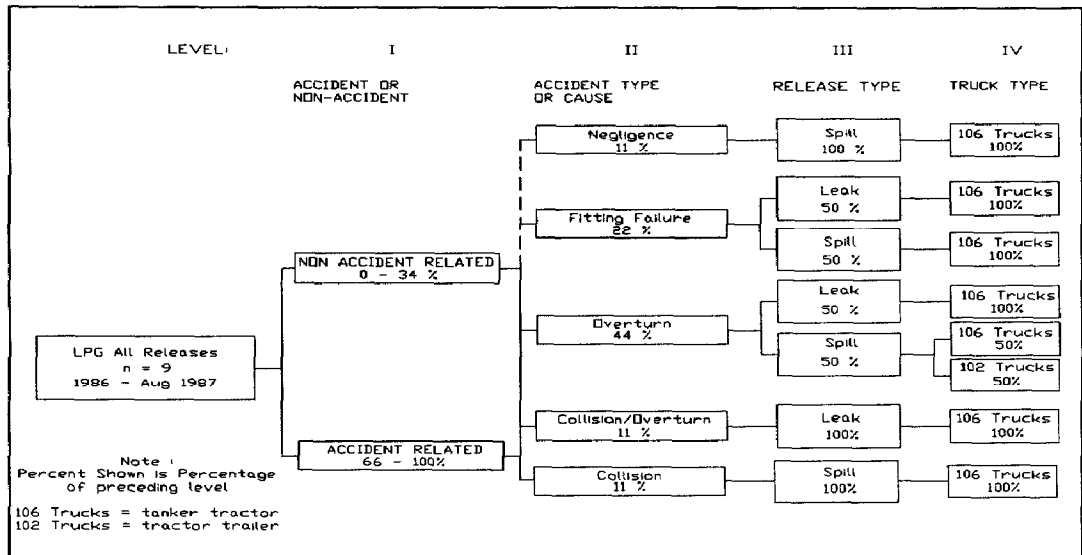 LEVEL: I II III IV
ACCIDENT OR
NON-ACCIDENT
ACCIDENT TYPE
OR CAUSE
RELEASE TYPE
TRUCK TYPE
Negligence
11 %
Spill
100 %
106 Trucks
100%
Fitting Failure
22 %
Leak
50 %
106 Trucks
100%
Spill
50 %
106 Trucks
100%
NON ACCIDENT RELATED
0 - 34 %
Overturn
44 %
Leak
50 %
106 Trucks
100%
Spill
50 %
106 Trucks
50%
102 Trucks
50%
LPG All Releases
n = 9
1986 - Aug 1987
ACCIDENT RELATED
66 - 100%
Collision/Overturn
11 %
Leak
100%
106 Trucks
100%
Collision
11 %
Spill
100%
106 Trucks
100%
Note :
Percent Shown is Percentage
of preceding level
106 Trucks = tanker tractor
102 Trucks = tractor trailer